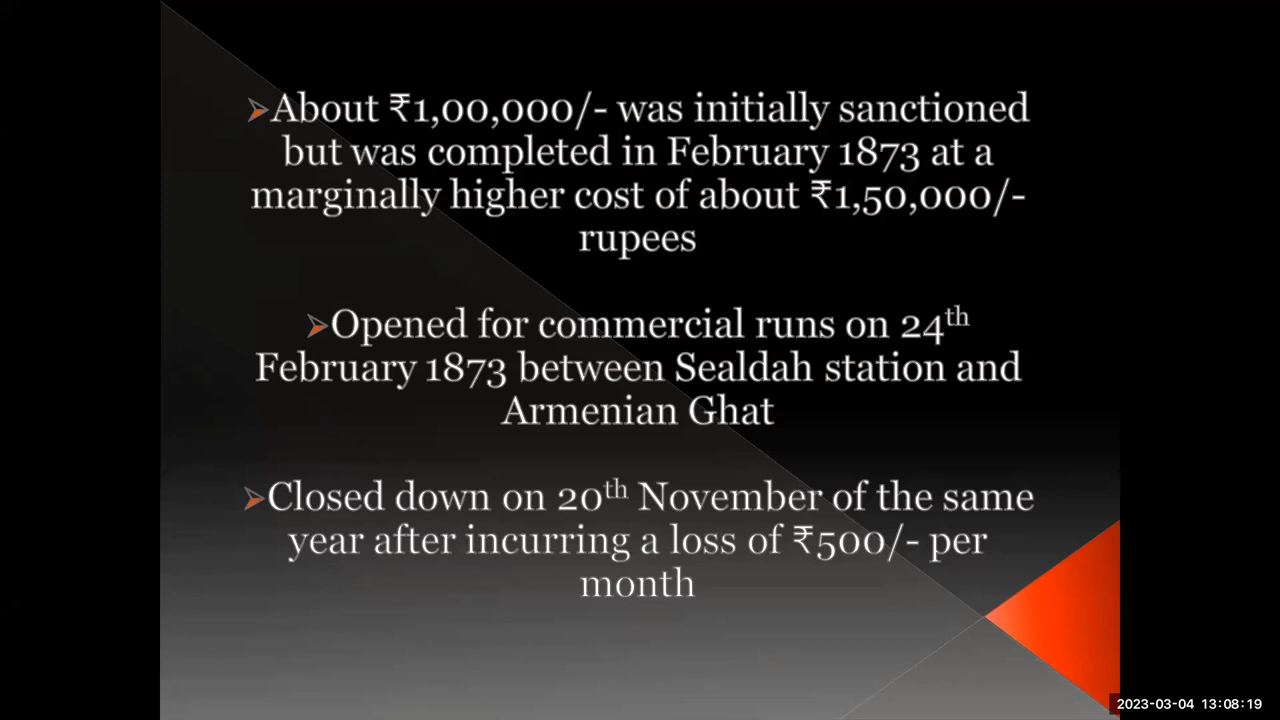 ➢About ₹1,00,000/- was initially sanctioned
but was completed in February 1873 at a
marginally higher cost of about ₹1,50,000/-
rupees
➢Opened for commercial runs on 24th
February 1873 between Sealdah station and
Armenian Ghat
➢Closed down on 20th November of the same
year after incurring a loss of ₹500/- per
month
2023-03-04 13:08:19